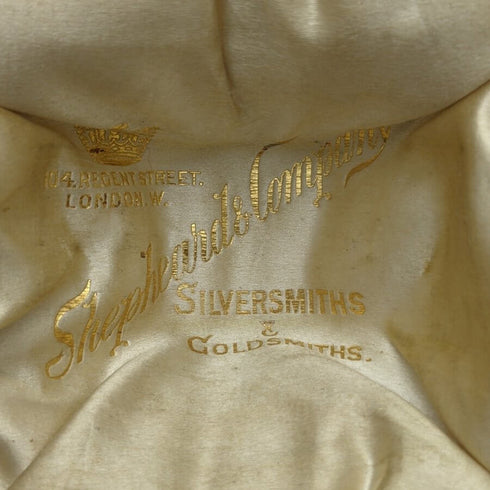 104. REGENT STREET.
LONDON. W.
Shepheard & Company
SILVERSMITHS
&
GOLDSMITHS.